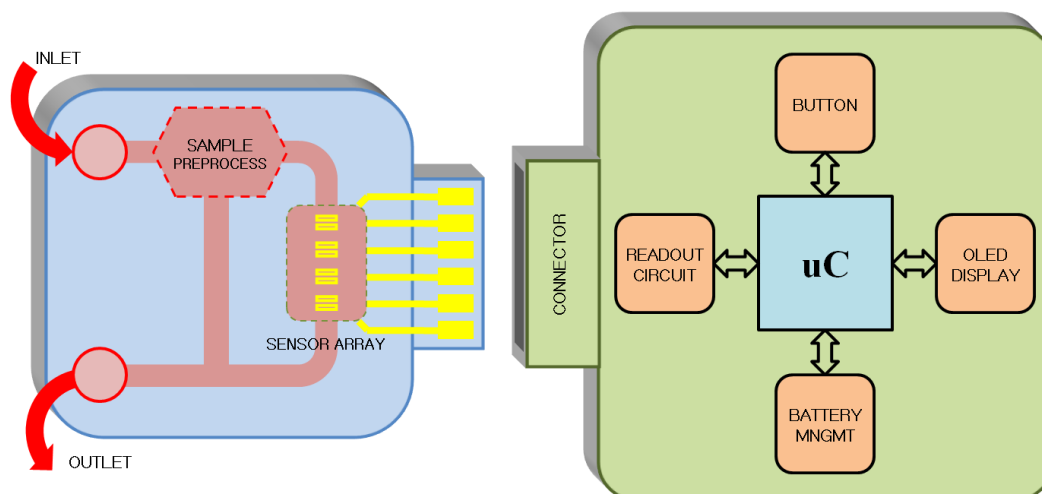 INLET
SAMPLE
PREPROCESS
SENSOR ARRAY
OUTLET
CONNECTOR
BUTTON
READOUT
CIRCUIT
uC
OLED
DISPLAY
BATTERY
MNGMT